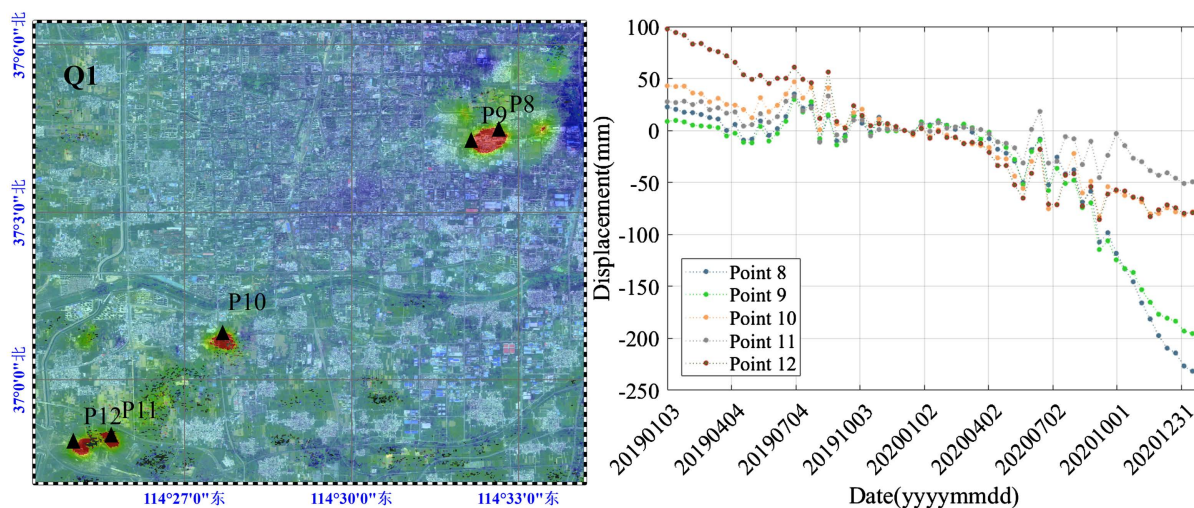 Q1
P8
P9
P10
P11
P12
37°6'0"北
37°3'0"北
37°0'0"北
114°27'0"东
114°30'0"东
114°33'0"东
Displacement(mm)
100
50
0
-50
-100
-150
-200
-250
Point 8
Point 9
Point 10
Point 11
Point 12
20190103
20190404
20190704
20191003
20200102
20200402
20200702
20201001
20201231
Date(yyyymmdd)